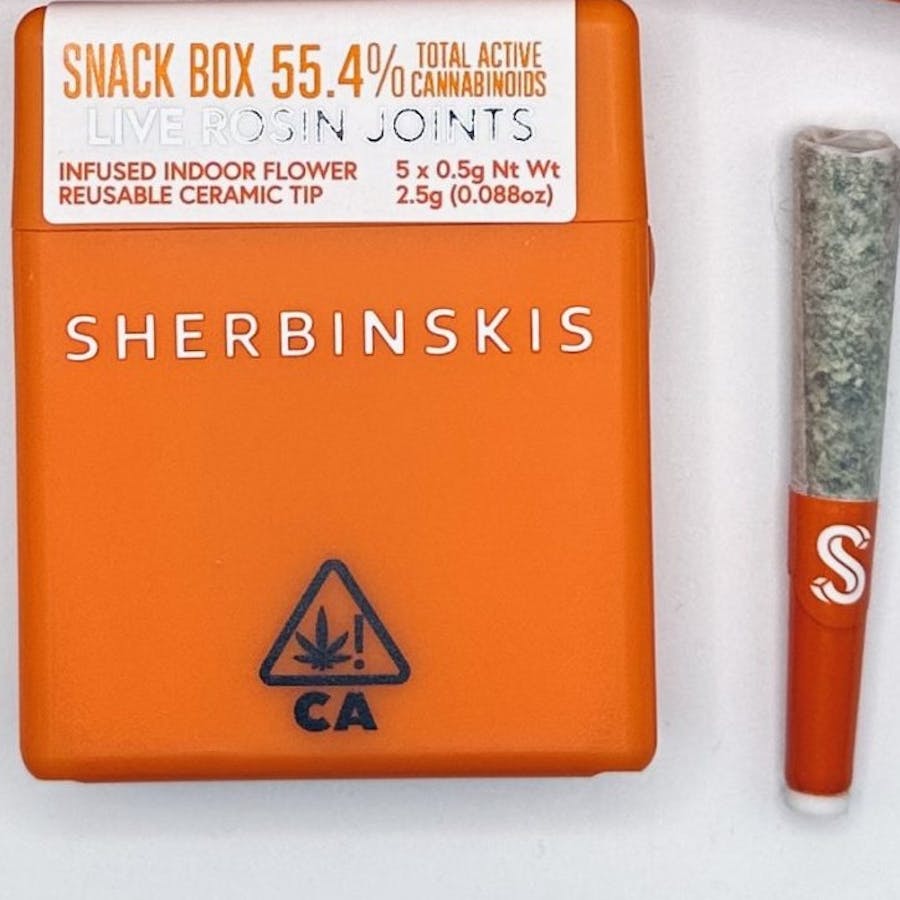 SNACK BOX 55.4% TOTAL ACTIVE CANNABINOIDS
LIVE ROSIN JOINTS
INFUSED INDOOR FLOWER 5 x 0.5g Nt Wt
REUSABLE CERAMIC TIP 2.5g (0.088oz)
SHERBINSKIS
!
CA
S